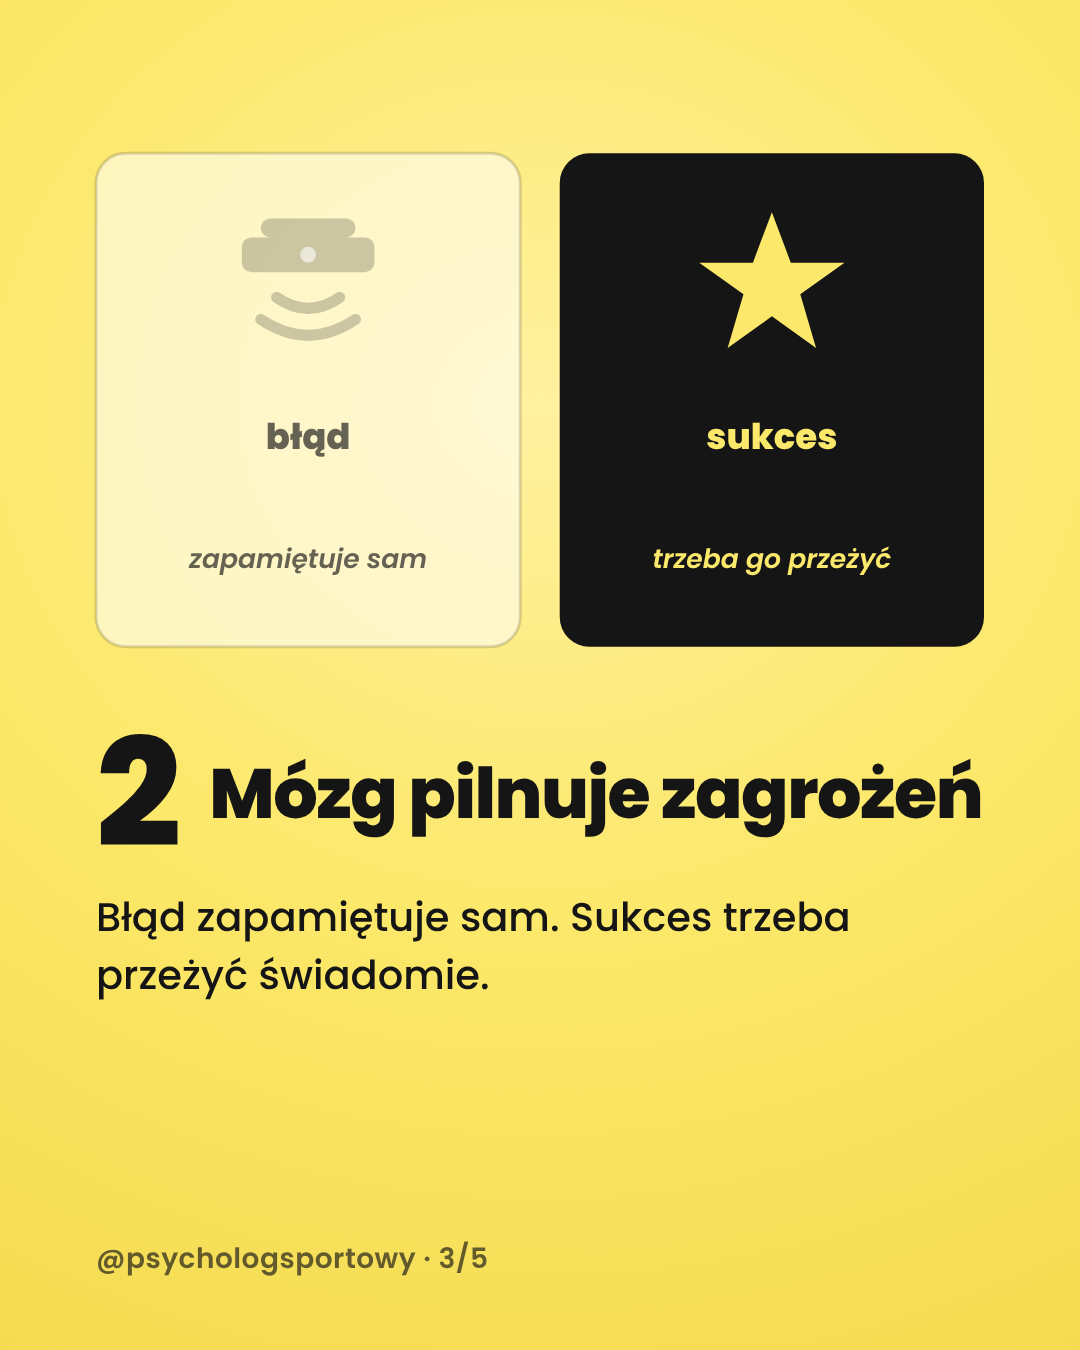 błąd
sukces
zapamiętuje sam
trzeba go przeżyć
2 Mózg pilnuje zagrożeń
Błąd zapamiętuje sam. Sukces trzeba
przeżyć świadomie.
@psychologsportowy · 3/5